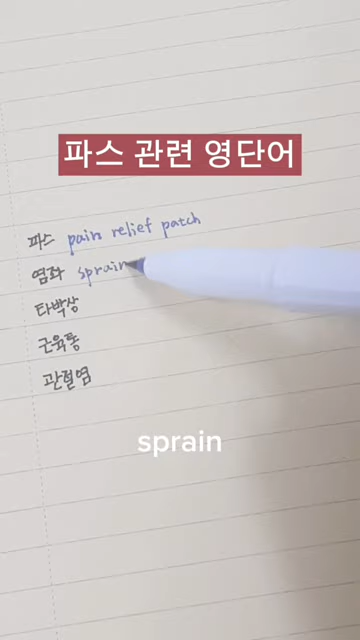 파스 관련 영단어
파스 pain relief patch
염좌 sprain
타박상
근육통
관절염
sprain